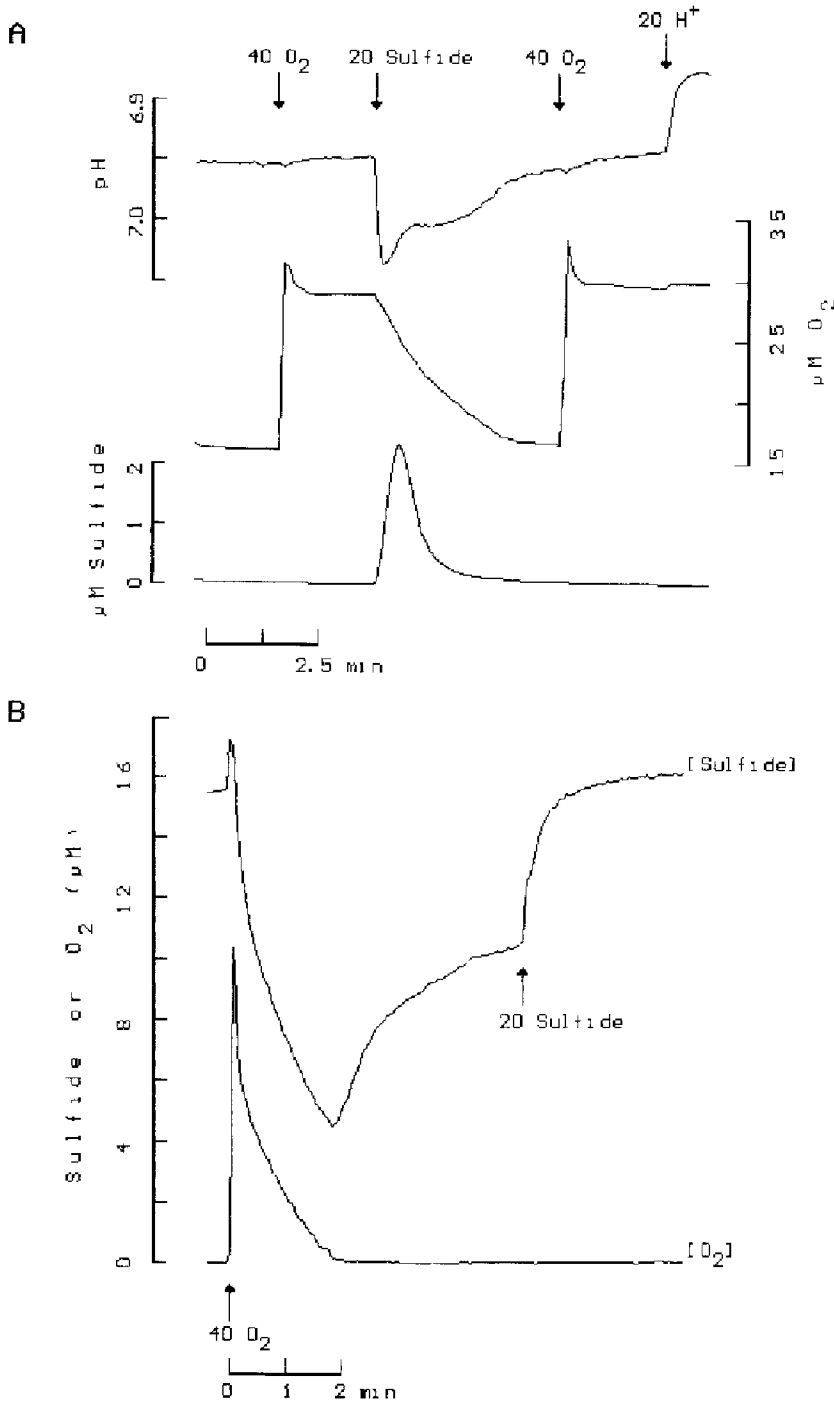 A
20 H+
40 O2
20 Sulfide
40 O2
pH
6.9
7.0
35
25
15
µM O2
µM Sulfide
2
1
0
0
2.5 min
B
Sulfide or O2 (µM)
16
12
8
4
0
[Sulfide]
20 Sulfide
[O2]
40 O2
0
1
2
min